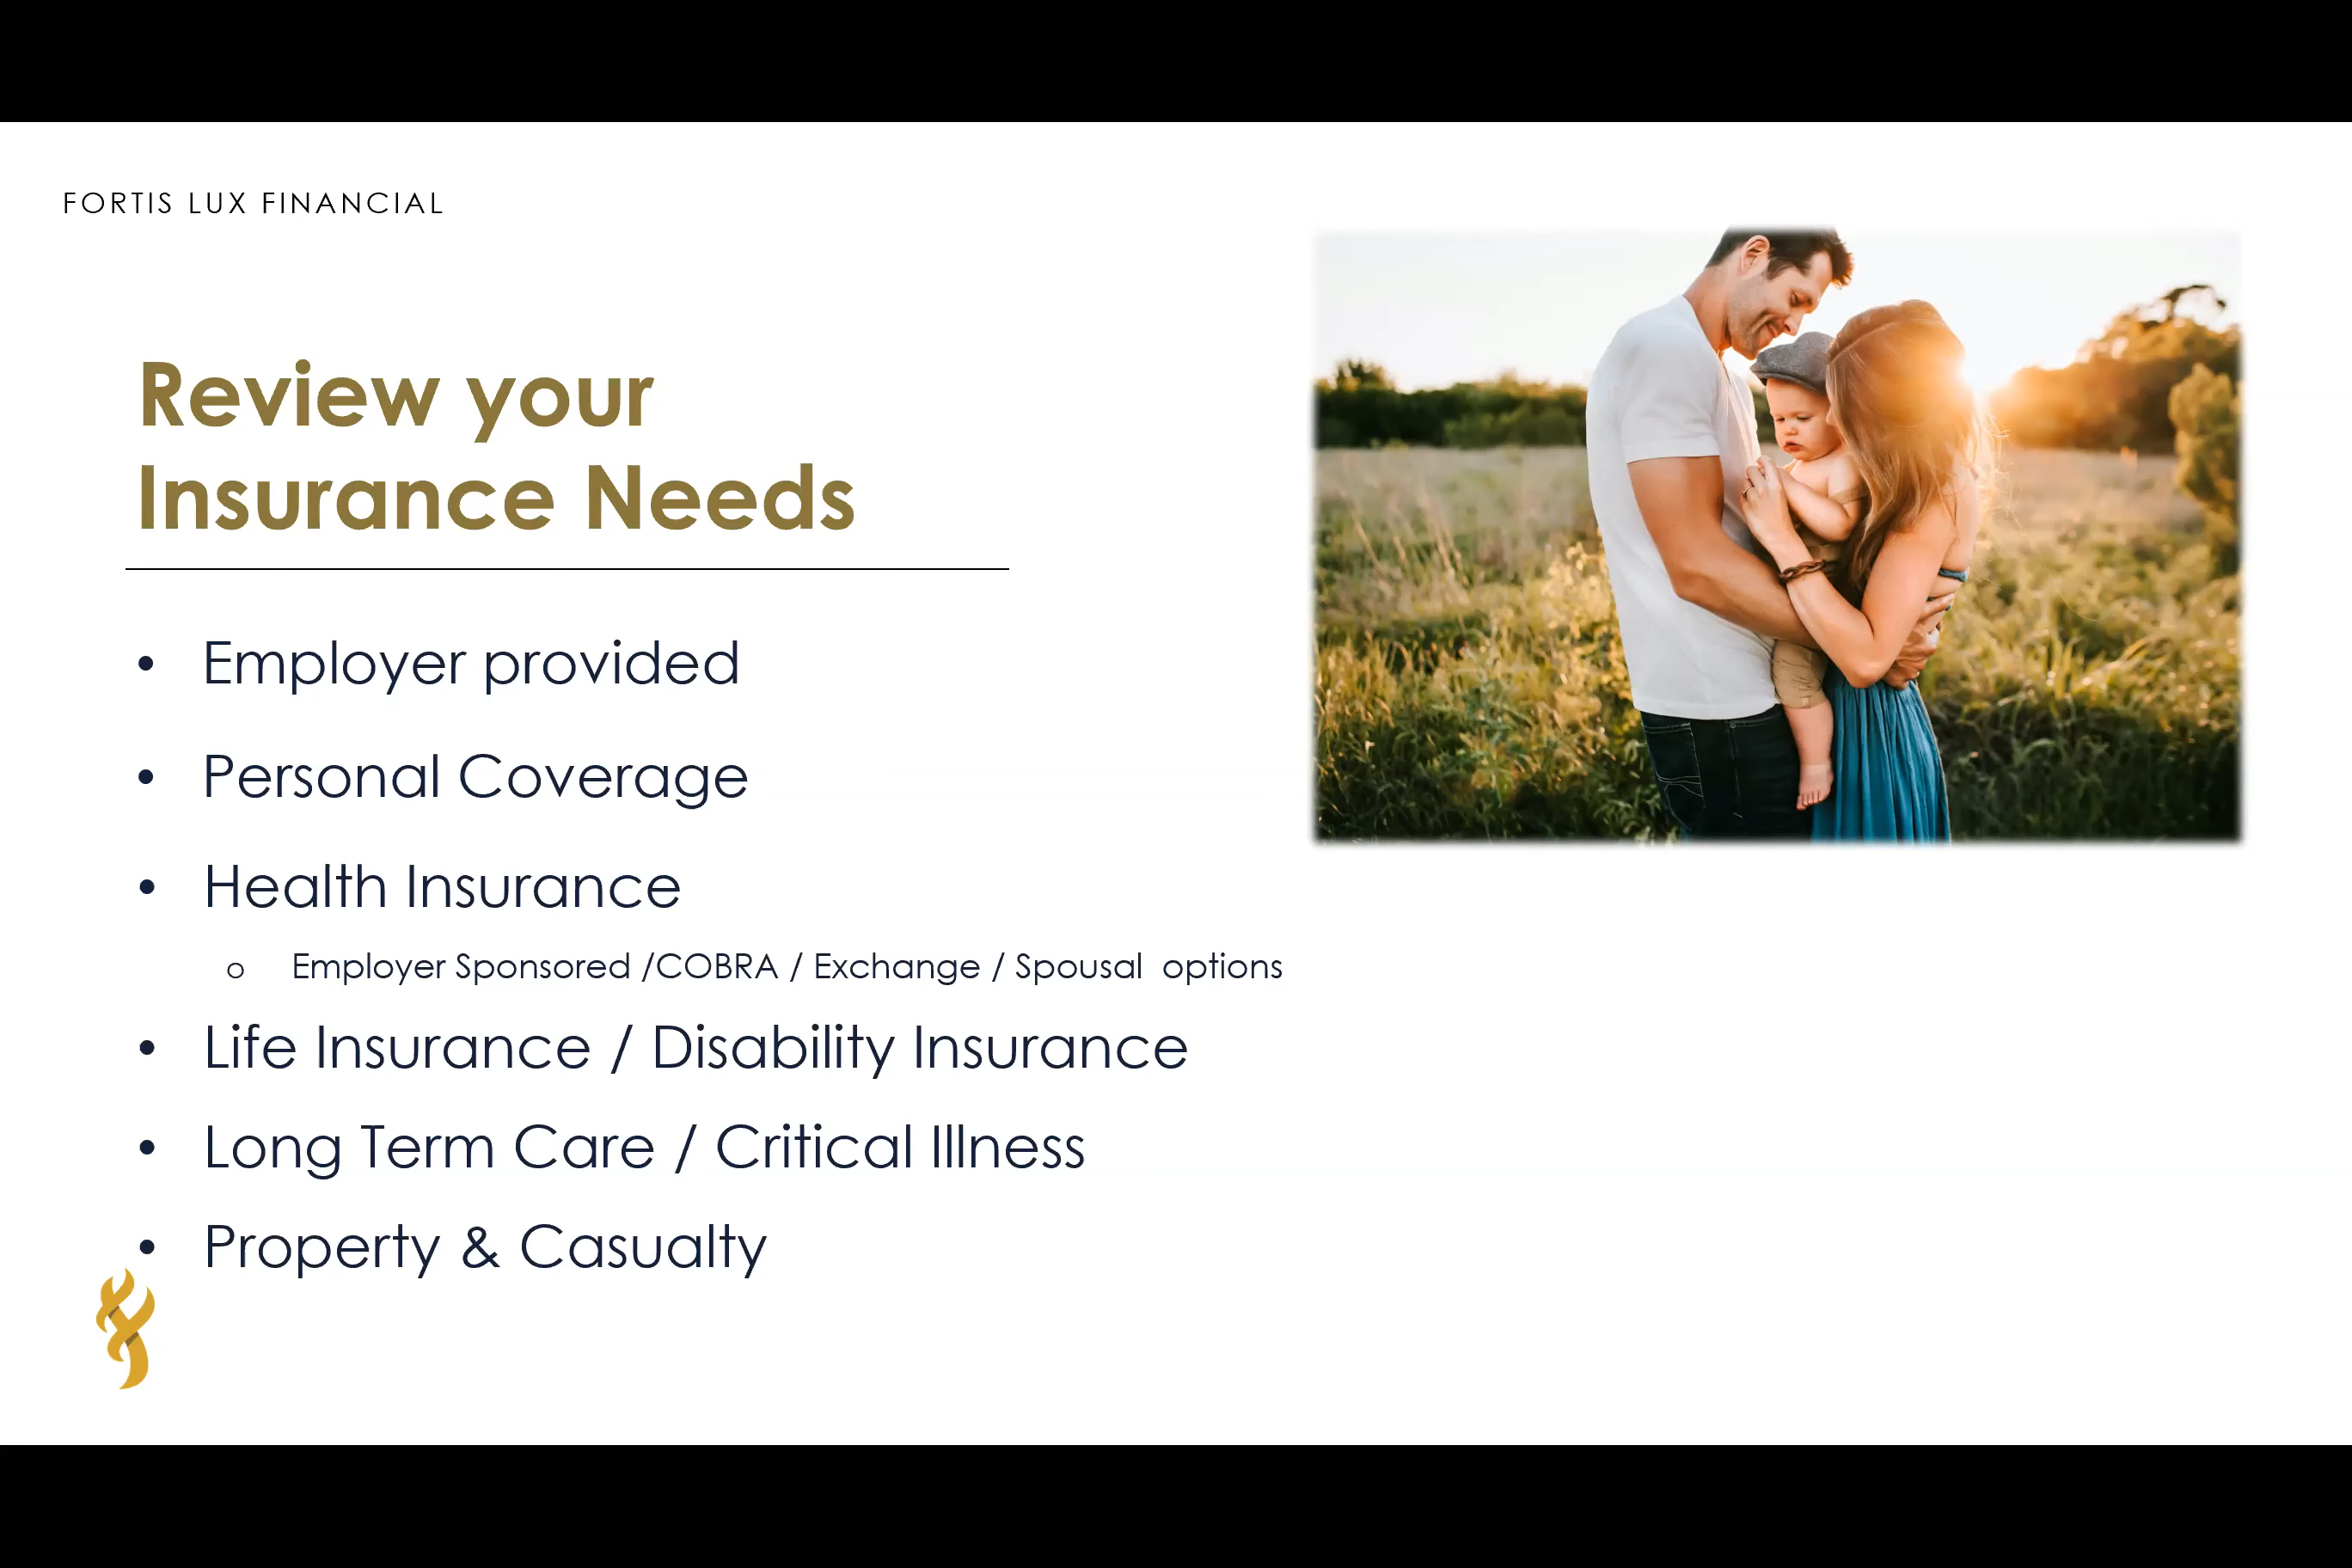 FORTIS LUX FINANCIAL
Review your
Insurance Needs
• Employer provided
• Personal Coverage
• Health Insurance
o Employer Sponsored /COBRA / Exchange / Spousal  options
• Life Insurance / Disability Insurance
• Long Term Care / Critical Illness
• Property & Casualty